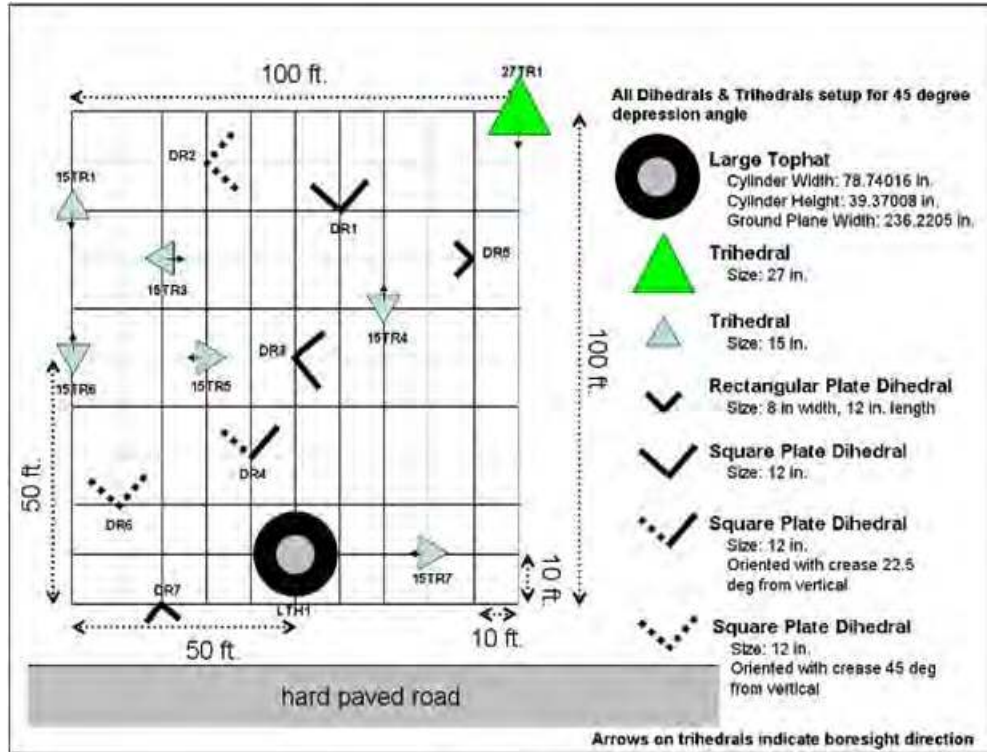 100 ft.
27TR1
DR2
15TR1
DR1
DR5
15TR3
15TR4
DR3
15TR6
15TR5
100 ft.
DR4
50 ft.
DR6
15TR7
10 ft.
DR7
LTH1
50 ft.
10 ft.
hard paved road
All Dihedrals & Trihedrals setup for 45 degree
depression angle
Large Tophat
Cylinder Width: 78.74016 in.
Cylinder Height: 39.37008 in.
Ground Plane Width: 236.2205 in.
Trihedral
Size: 27 in.
Trihedral
Size: 15 in.
Rectangular Plate Dihedral
Size: 8 in width, 12 in. length
Square Plate Dihedral
Size: 12 in.
Square Plate Dihedral
Size: 12 in.
Oriented with crease 22.5
deg from vertical
Square Plate Dihedral
Size: 12 in.
Oriented with crease 45 deg
from vertical
Arrows on trihedrals indicate boresight direction